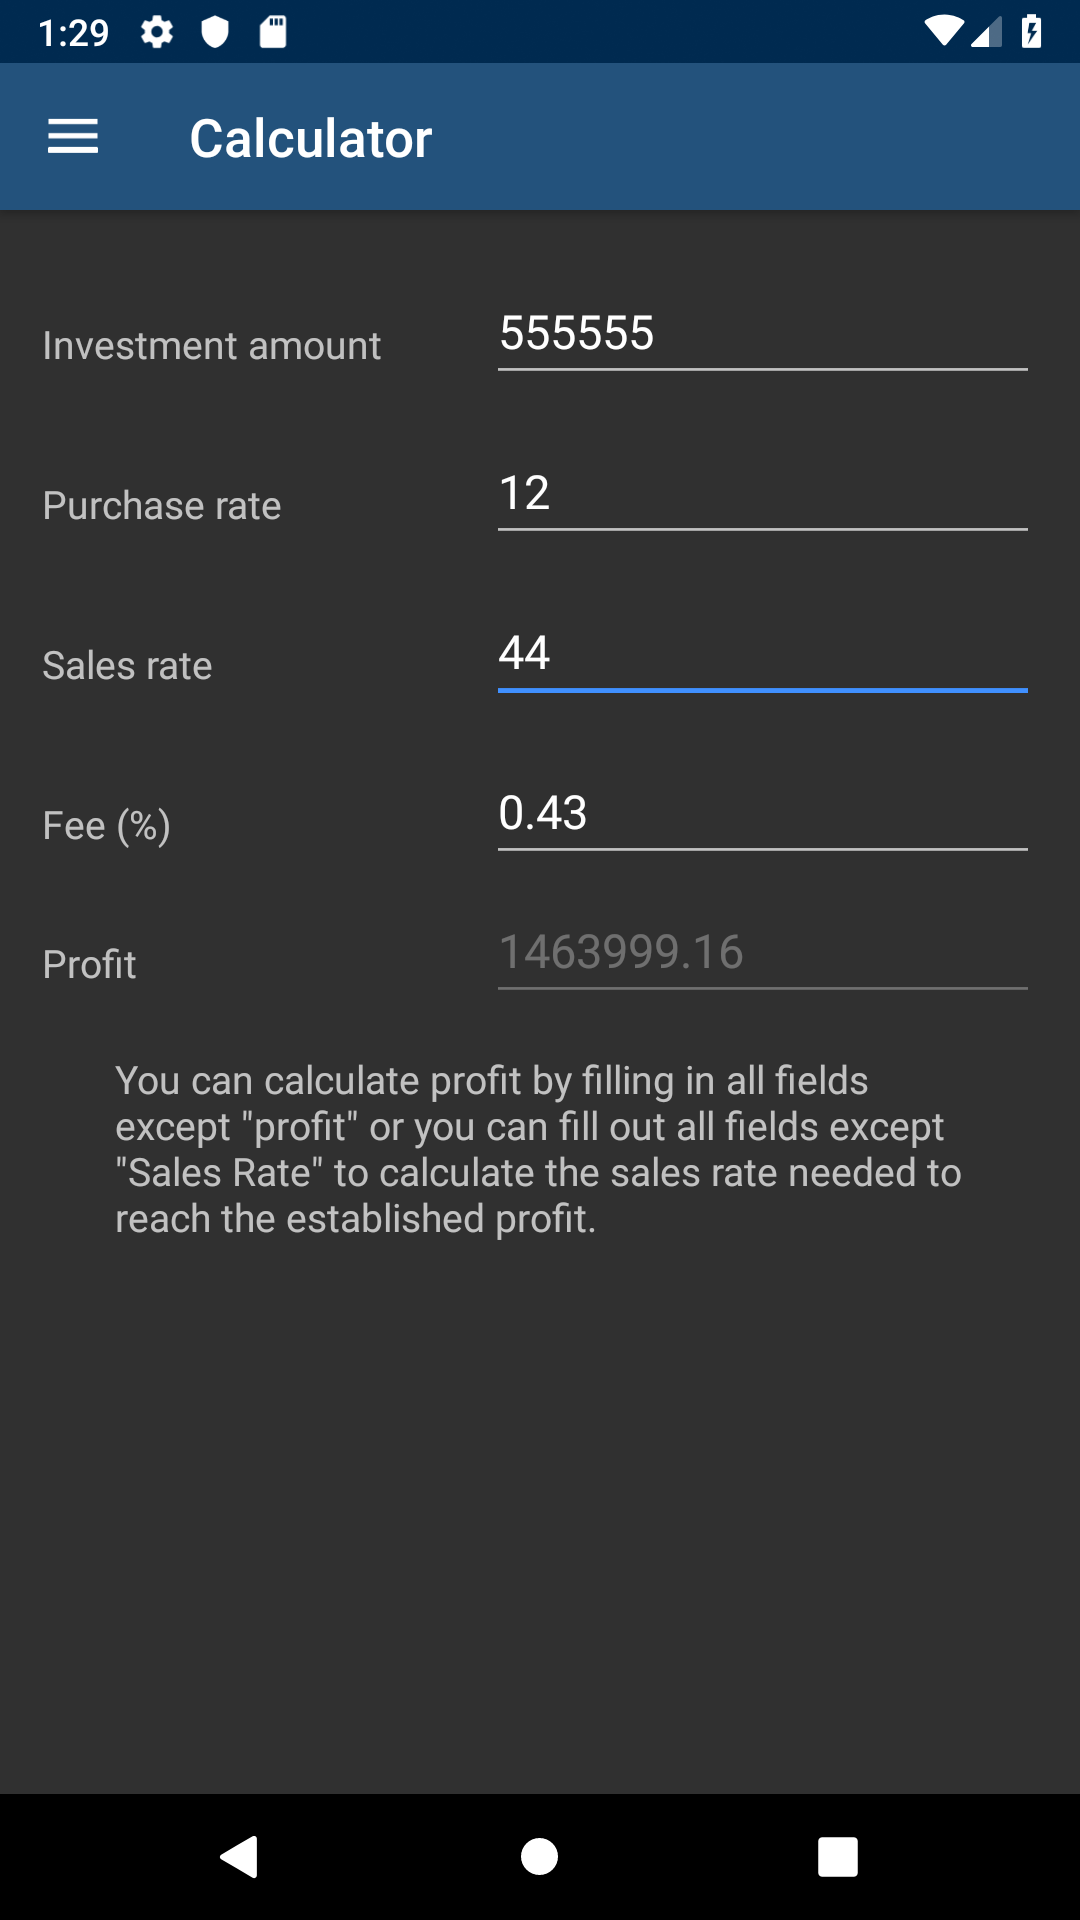 1:29
Calculator
Investment amount
555555
Purchase rate
12
Sales rate
44
Fee (%)
0.43
Profit
1463999.16
You can calculate profit by filling in all fields
except "profit" or you can fill out all fields except
"Sales Rate" to calculate the sales rate needed to
reach the established profit.